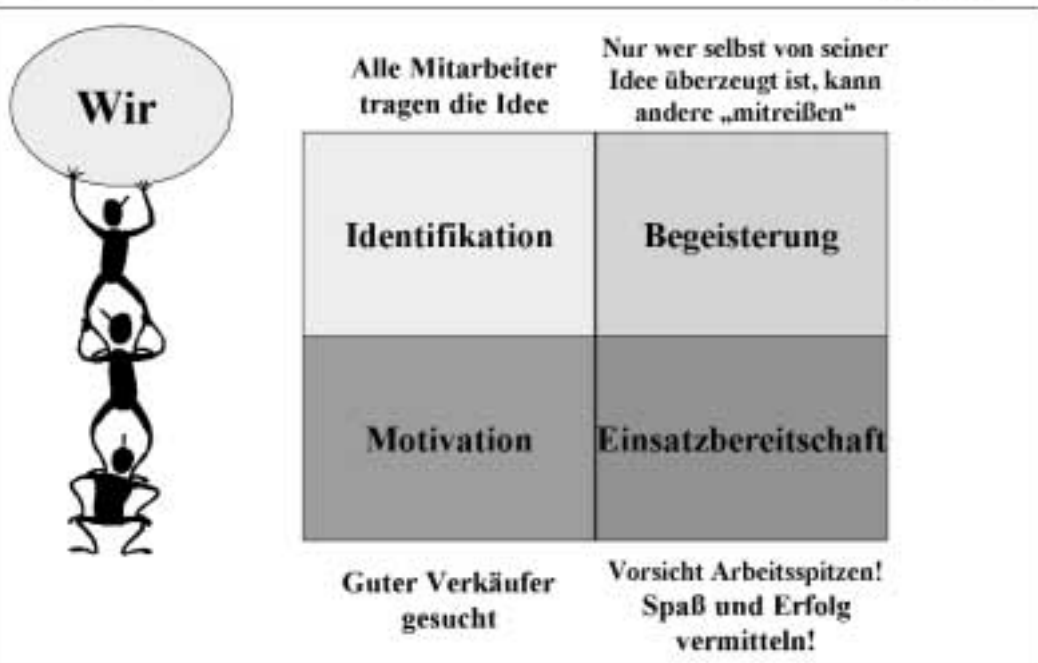 Wir
Alle Mitarbeiter
tragen die Idee
Nur wer selbst von seiner
Idee überzeugt ist, kann
andere „mitreißen“
Identifikation
Begeisterung
Motivation
Einsatzbereitschaft
Guter Verkäufer
gesucht
Vorsicht Arbeitsspitzen!
Spaß und Erfolg
vermitteln!